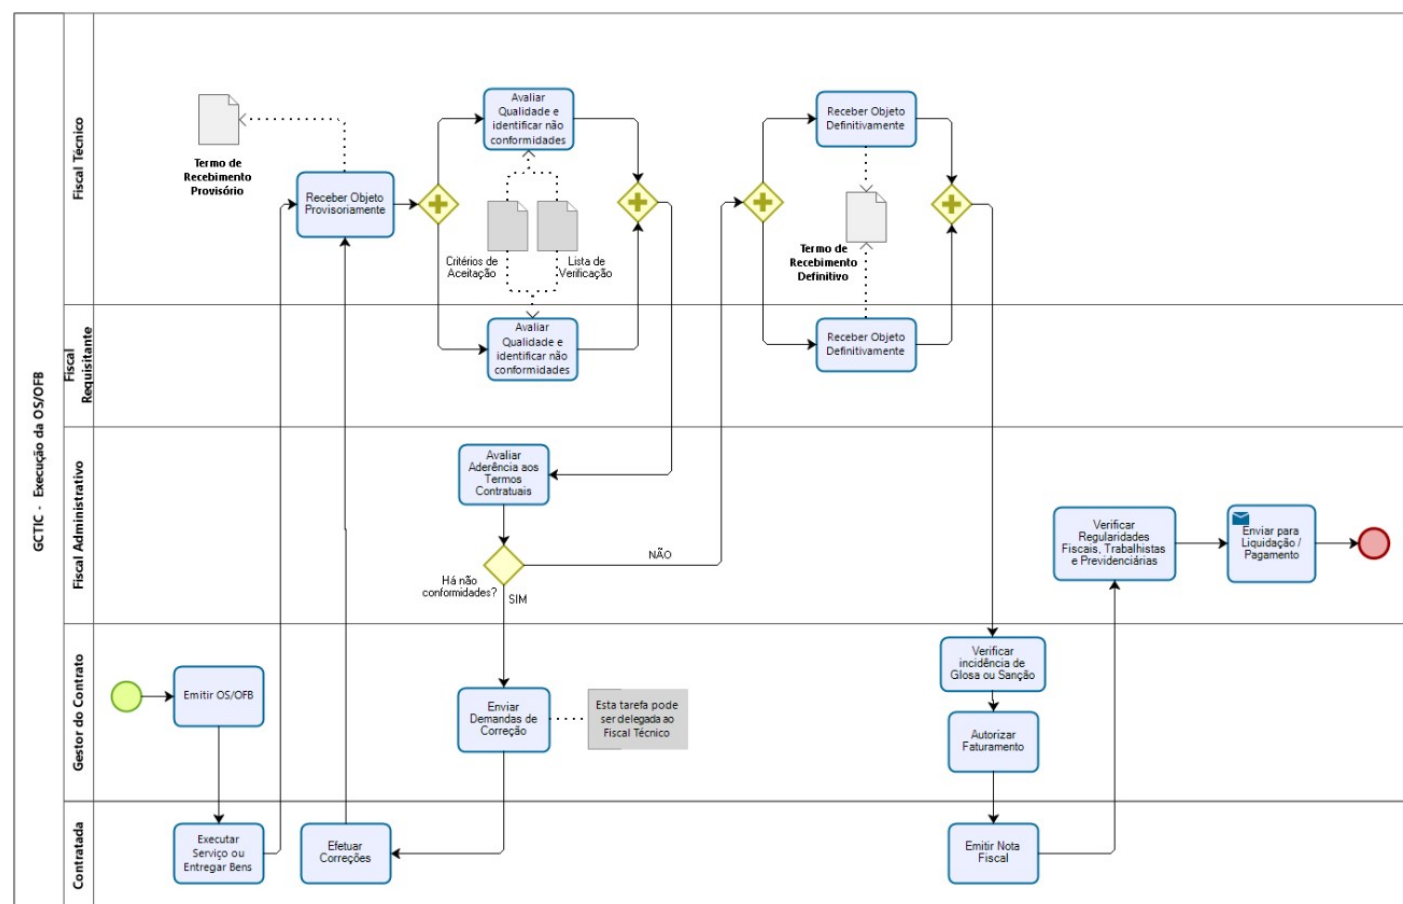 GCTIC - Execução da OS/OFB
Fiscal Técnico
Termo de
Recebimento
Provisório
Receber Objeto
Provisoriamente
Avaliar
Qualidade e
identificar não
conformidades
Critérios de
Aceitação
Lista de
Verificação
Receber Objeto
Definitivamente
Termo de
Recebimento
Definitivo
Fiscal
Requisitante
Avaliar
Qualidade e
identificar não
conformidades
Receber Objeto
Definitivamente
Fiscal Administrativo
Avaliar
Aderência aos
Termos
Contratuais
Há não
conformidades?
NÃO
SIM
Verificar
Regularidades
Fiscais, Trabalhistas
e Previdenciárias
Enviar para
Liquidação /
Pagamento
Gestor do Contrato
Emitir OS/OFB
Enviar
Demandas de
Correção
Esta tarefa pode
ser delegada ao
Fiscal Técnico
Verificar
incidência de
Glosa ou Sanção
Autorizar
Faturamento
Contratada
Executar
Serviço ou
Entregar Bens
Efetuar
Correções
Emitir Nota
Fiscal